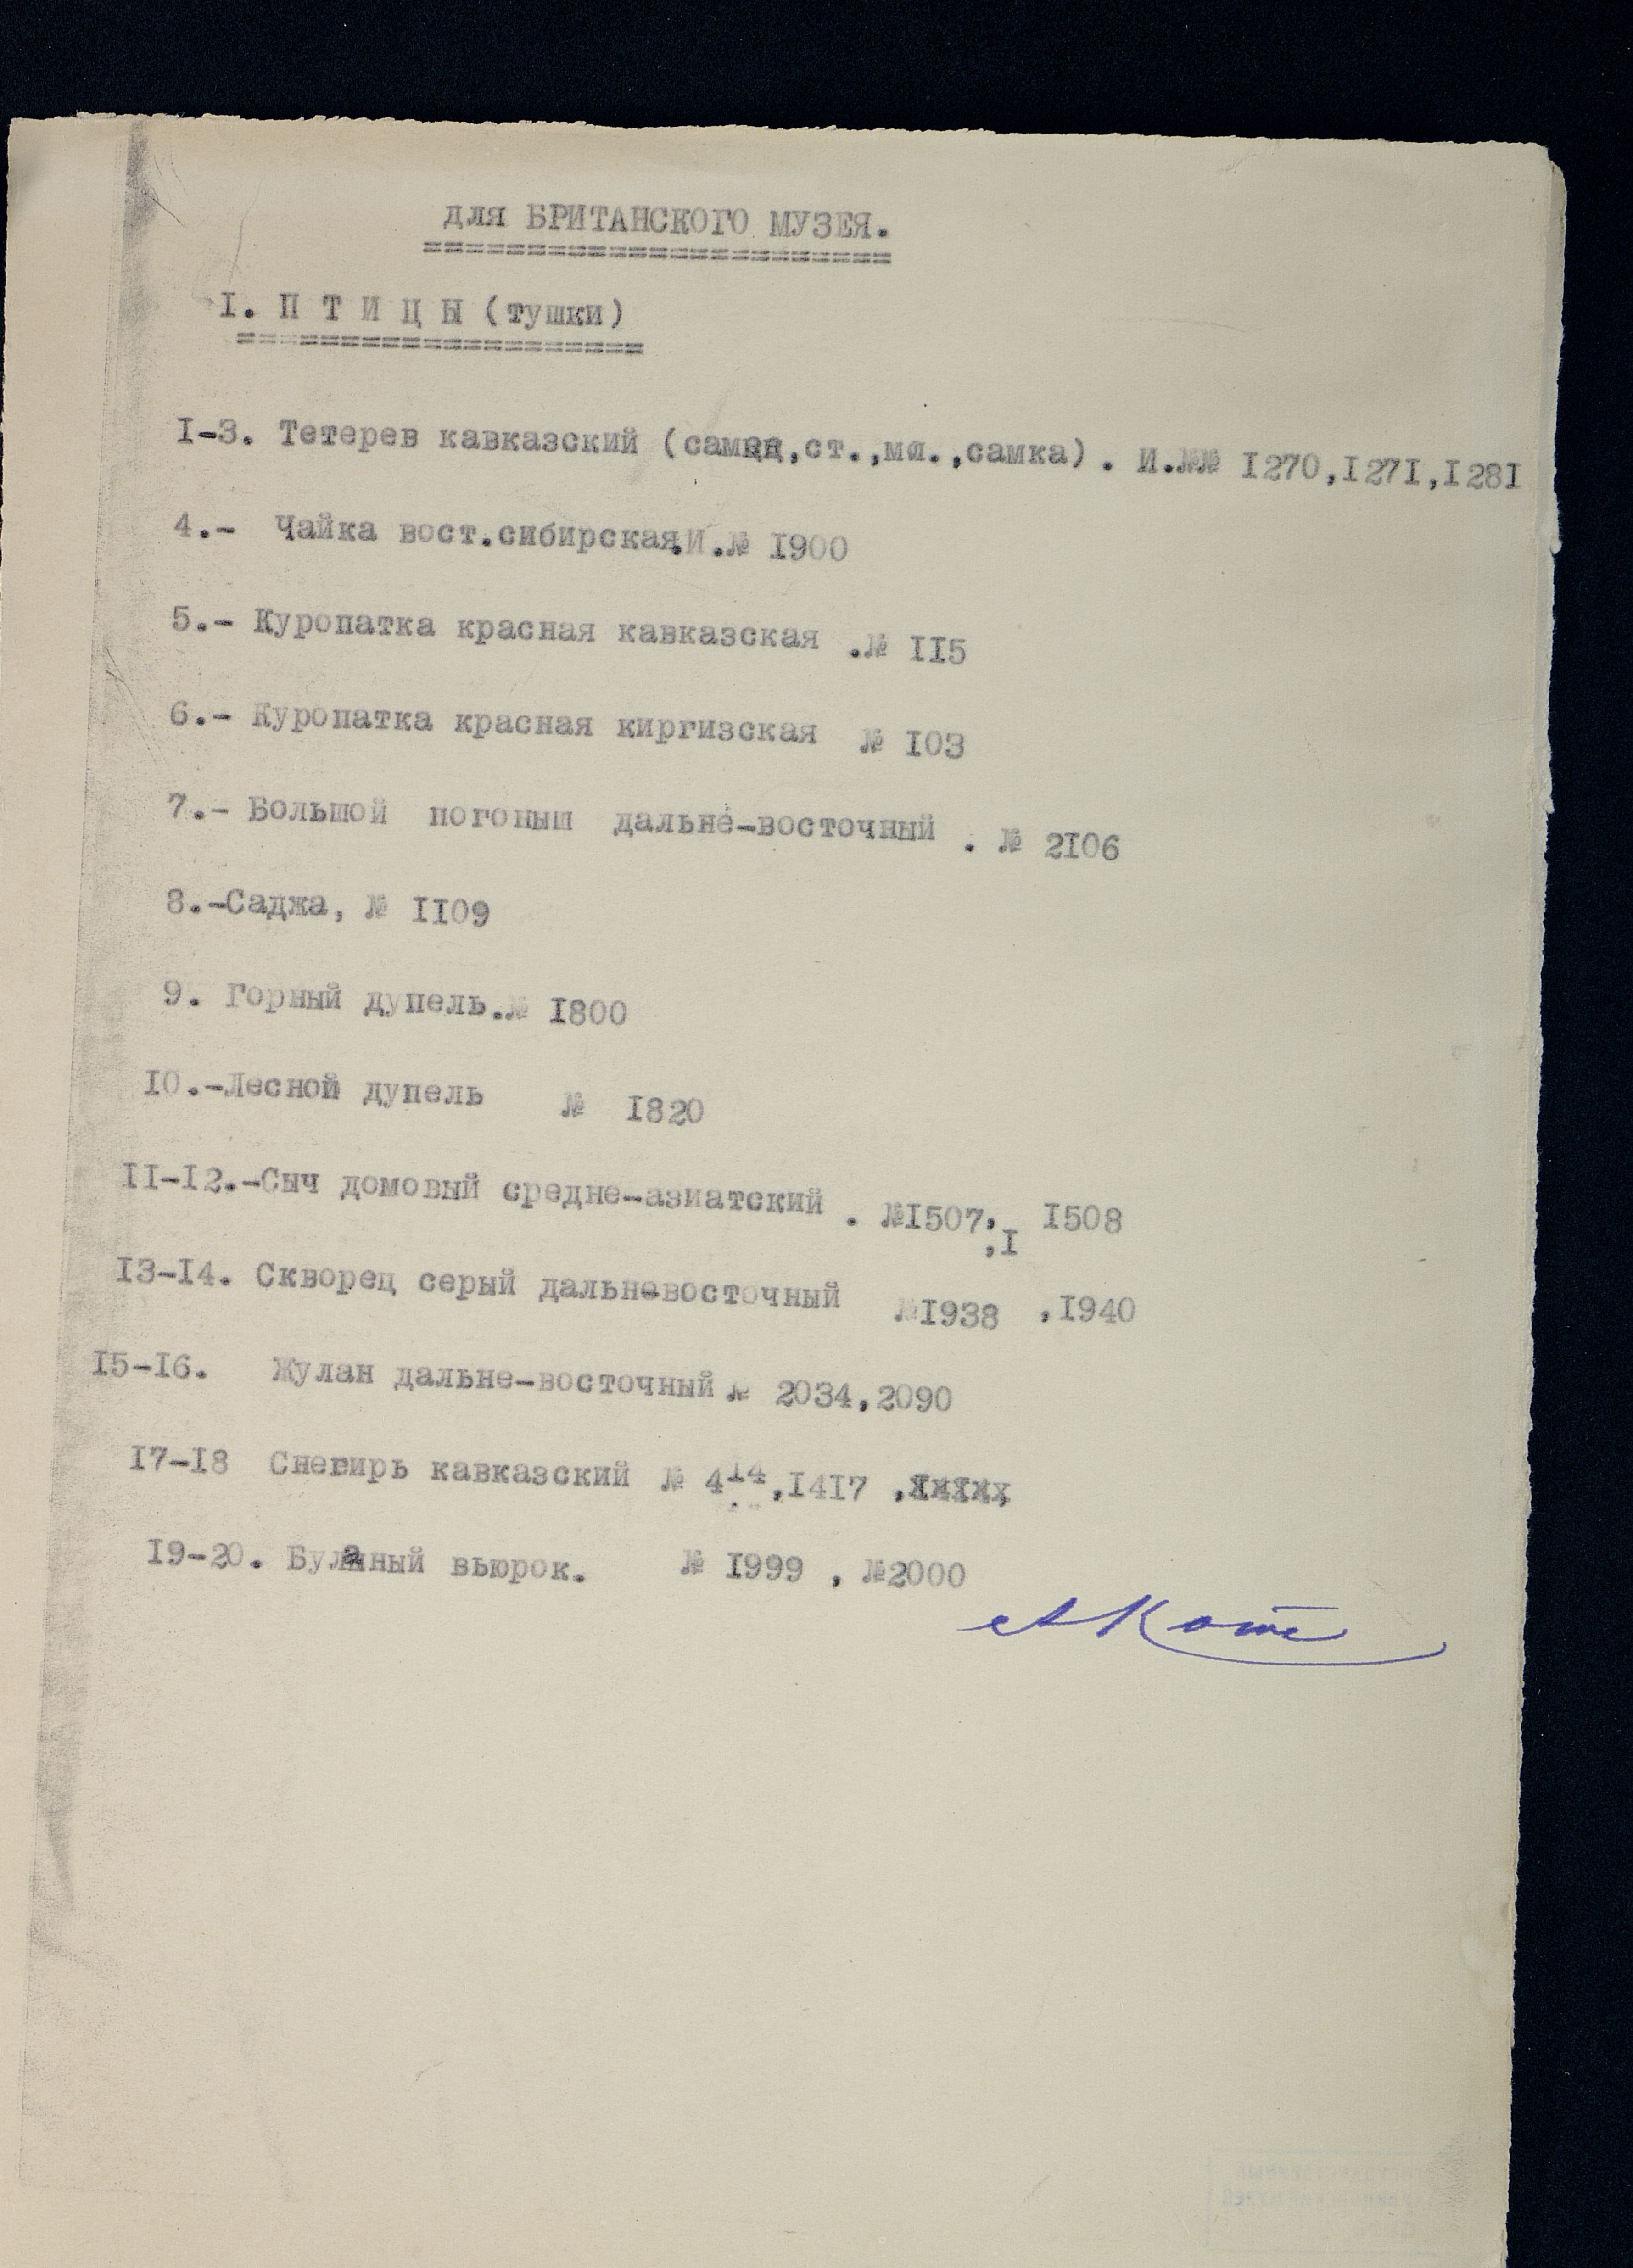 для БРИТАНСКОГО МУЗЕЯ.
I. П Т И Ц Ы (тушки)
I-3. Тетерев кавказский (самец,ст.,мл.,самка). И.№№ I270,I27I,I28I
4.- Чайка вост.сибирская.И.№ I900
5.- Куропатка красная кавказская .№ II5
6.- Куропатка красная киргизская № I03
7.- Большой погоныш дальне-восточный . № 2I06
8.-Саджа, № II09
9. Горный дупель.№ I800
I0.-Лесной дупель № I820
II-I2.-Сыч домовый средне-азиатский . №I507, I508
,I
I3-I4. Скворец серый дальневосточный №I938 ,I940
I5-I6. Жулан дальне-восточный № 2034,2090
I7-I8 Снегирь кавказский № 4I4,I4I7 ,
I9-20. Буланый вьюрок. № I999 , №2000
АКоте